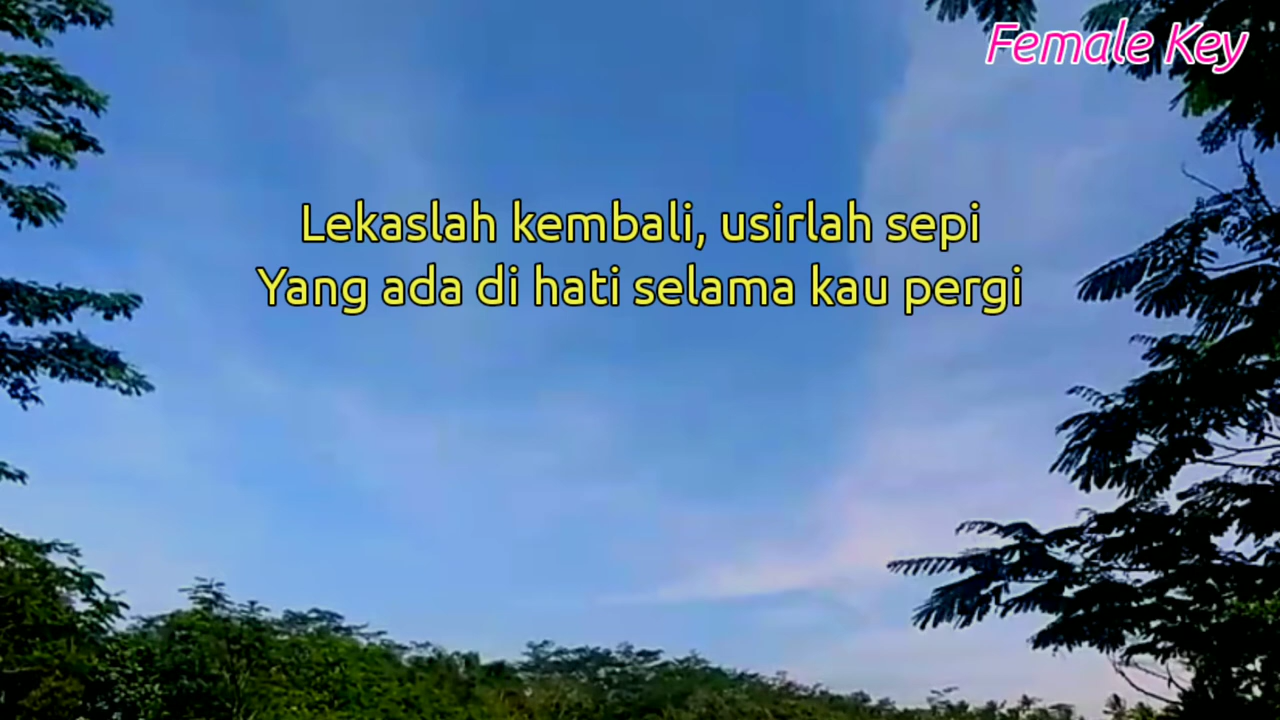 Female Key
Lekaslah kembali, usirlah sepi
Yang ada di hati selama kau pergi